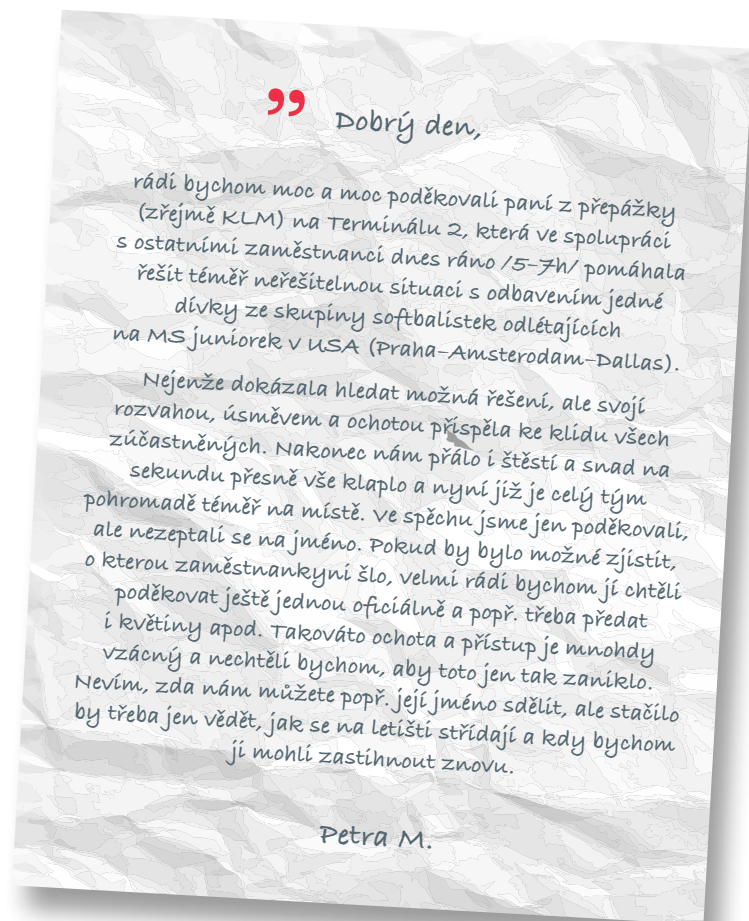 ” Dobrý den,
rádi bychom moc a moc poděkovali paní z přepážky
(zřejmě KLM) na Terminálu 2, která ve spolupráci
s ostatními zaměstnanci dnes ráno /5–7h/ pomáhala
řešit téměř neřešitelnou situaci s odbavením jedné
dívky ze skupiny softbalistek odlétajících
na MS juniorek v USA (Praha–Amsterodam–Dallas).
Nejenže dokázala hledat možná řešení, ale svojí
rozvahou, úsměvem a ochotou přispěla ke klidu všech
zúčastněných. Nakonec nám přálo i štěstí a snad na
sekundu přesně vše klaplo a nyní již je celý tým
pohromadě téměř na místě. Ve spěchu jsme jen poděkovali,
ale nezeptali se na jméno. Pokud by bylo možné zjistit,
o kterou zaměstnankyni šlo, velmi rádi bychom jí chtěli
poděkovat ještě jednou oficiálně a popř. třeba předat
i květiny apod. Takováto ochota a přístup je mnohdy
vzácný a nechtěli bychom, aby toto jen tak zaniklo.
Nevím, zda nám můžete popř. její jméno sdělit, ale stačilo
by třeba jen vědět, jak se na letišti střídají a kdy bychom
ji mohli zastihnout znovu.
Petra M.